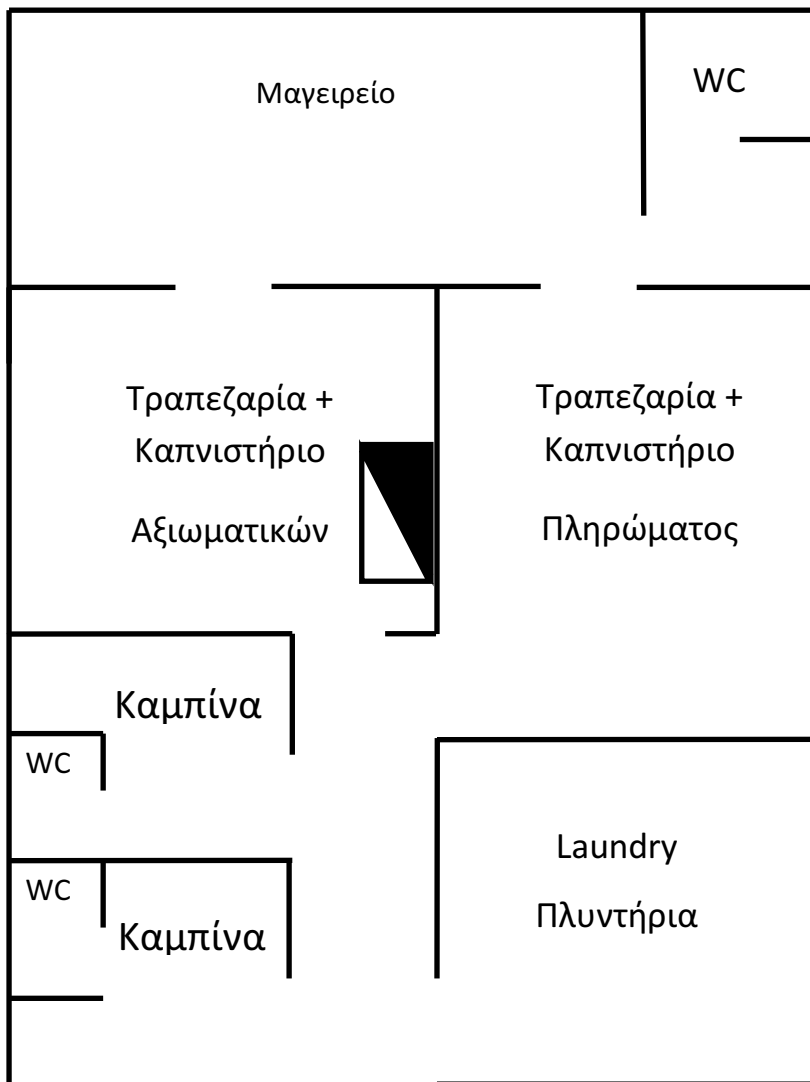 Μαγειρείο
WC
Τραπεζαρία +
Καπνιστήριο
Αξιωματικών
Τραπεζαρία +
Καπνιστήριο
Πληρώματος
Καμπίνα
WC
WC
Καμπίνα
Laundry
Πλυντήρια